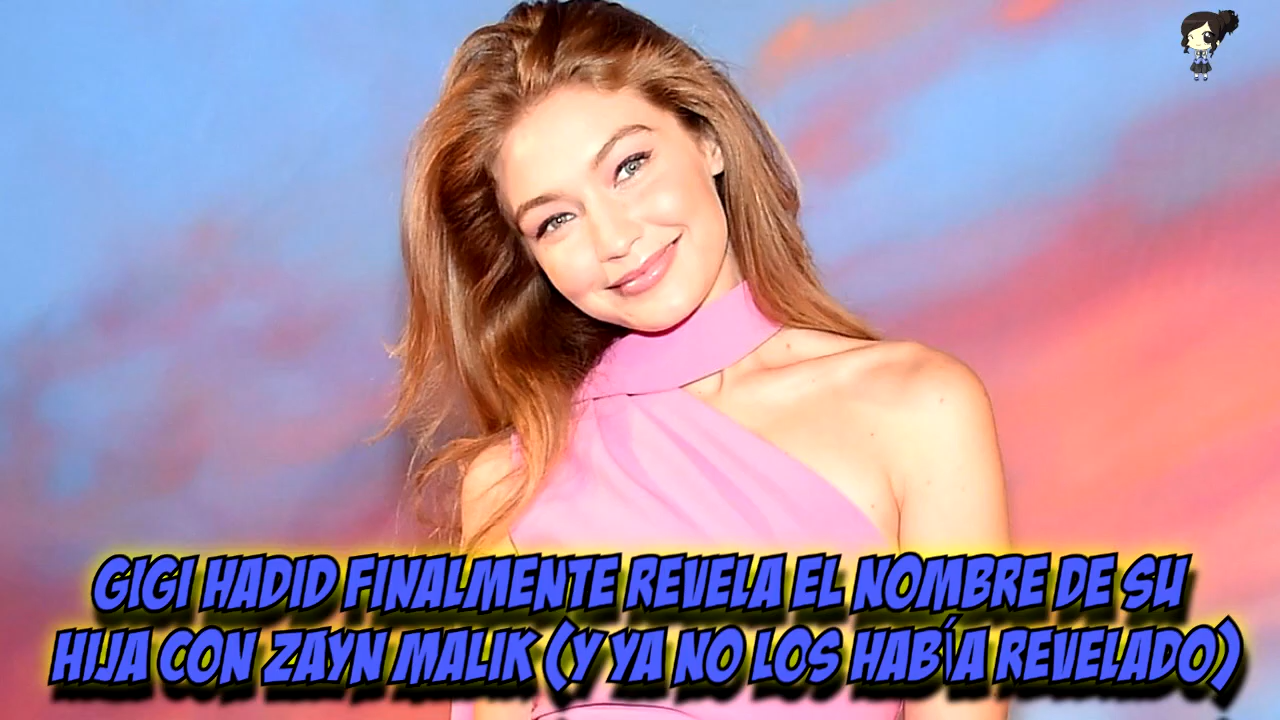 GIGI HADID FINALMENTE REVELA EL NOMBRE DE SU
HIJA CON ZAYN MALIK (Y YA NO LOS HABÍA REVELADO)